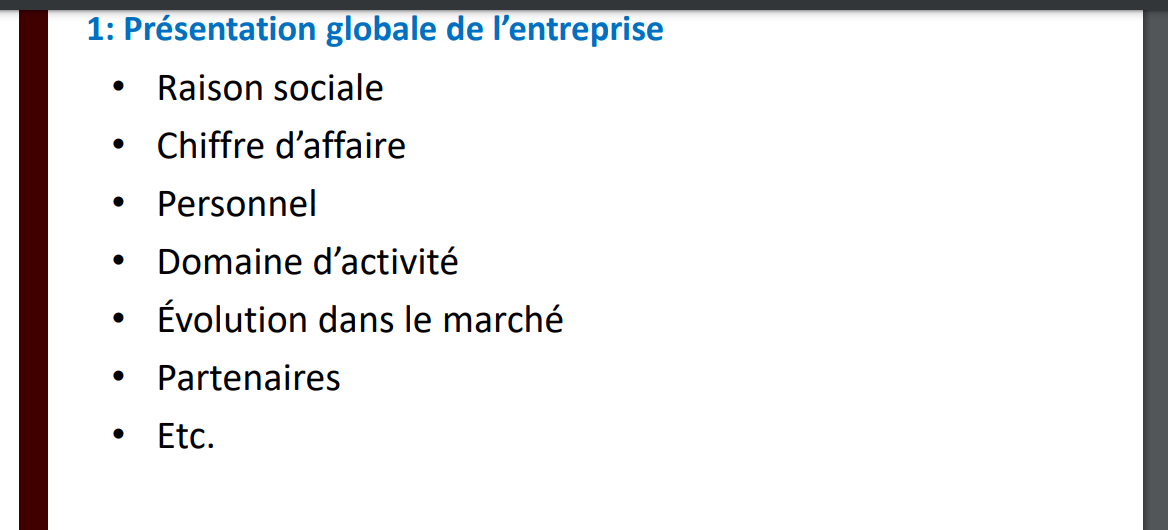 1: Présentation globale de l’entreprise
• Raison sociale
• Chiffre d’affaire
• Personnel
• Domaine d’activité
• Évolution dans le marché
• Partenaires
• Etc.